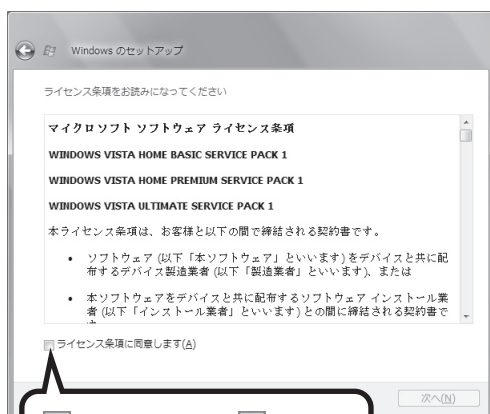 Windows のセットアップ
ライセンス条項をお読みになってください
マイクロソフト ソフトウェア ライセンス条項
WINDOWS VISTA HOME BASIC SERVICE PACK 1
WINDOWS VISTA HOME PREMIUM SERVICE PACK 1
WINDOWS VISTA ULTIMATE SERVICE PACK 1
本ライセンス条項は、お客様と以下の間で締結される契約書です。
• ソフトウェア (以下「本ソフトウェア」といいます) をデバイスと共に配
布するデバイス製造業者 (以下「製造業者」といいます)、または
• 本ソフトウェアをデバイスと共に配布するソフトウェア インストール業
者 (以下「インストール業者」といいます) との間に締結される契約書で
ライセンス条項に同意します(A)
次へ(N)